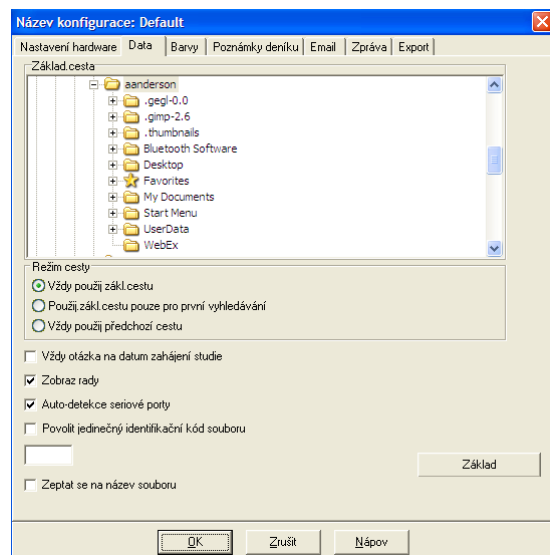 Název konfigurace: Default
Nastavení hardware Data Barvy Poznámky deníku Email Zpráva Export
Základ.cesta
aanderson
.gegl-0.0
.gimp-2.6
.thumbnails
Bluetooth Software
Desktop
Favorites
My Documents
Start Menu
UserData
WebEx
Režim cesty
Vždy použij zákl.cestu
Použij.zákl.cestu pouze pro první vyhledávání
Vždy použij předchozí cestu
Vždy otázka na datum zahájení studie
Zobraz rady
Auto-detekce seriové porty
Povolit jedinečný identifikační kód souboru
Základ
Zeptat se na název souboru
OK Zrušit Nápov